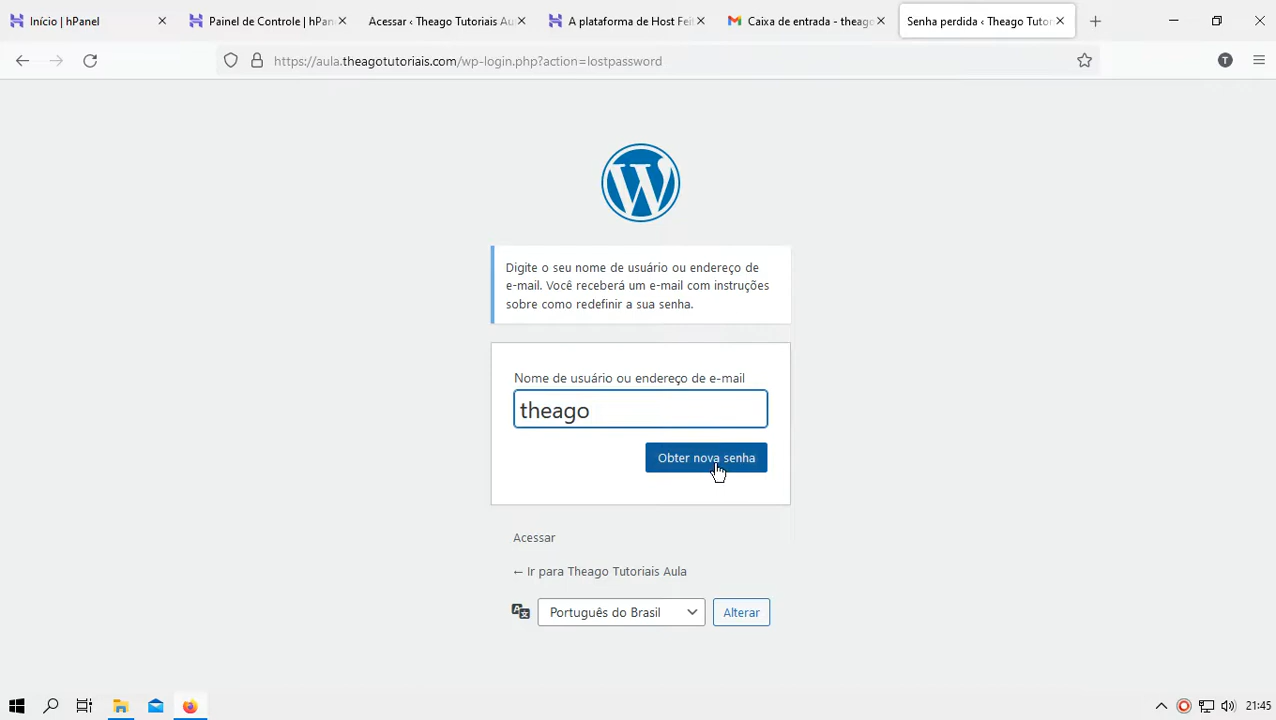 Início | hPanel
Painel de Controle | hPan
Acessar ‹ Theago Tutoriais Au
A plataforma de Host Fei
Caixa de entrada - theago
Senha perdida ‹ Theago Tutor
https://aula.theagotutoriais.com/wp-login.php?action=lostpassword
T
Digite o seu nome de usuário ou endereço de
e-mail. Você receberá um e-mail com instruções
sobre como redefinir a sua senha.
Nome de usuário ou endereço de e-mail
theago
Obter nova senha
Acessar
← Ir para Theago Tutoriais Aula
Português do Brasil
Alterar
21:45